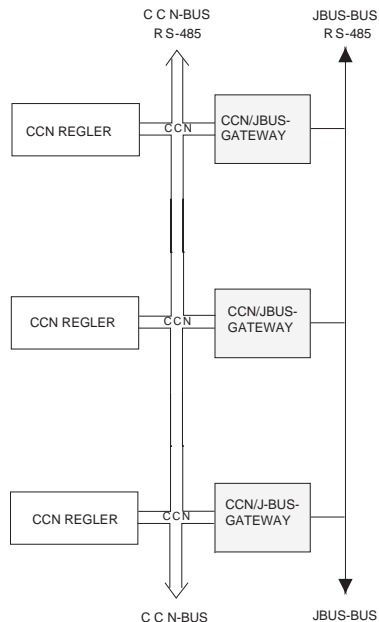 C C N-BUS
R S-485
JBUS-BUS
RS-485
CCN REGLER
CCN
CCN/JBUS-
GATEWAY
CCN REGLER
CCN
CCN/JBUS-
GATEWAY
CCN REGLER
CCN
CCN/J-BUS-
GATEWAY
C C N-BUS
JBUS-BUS